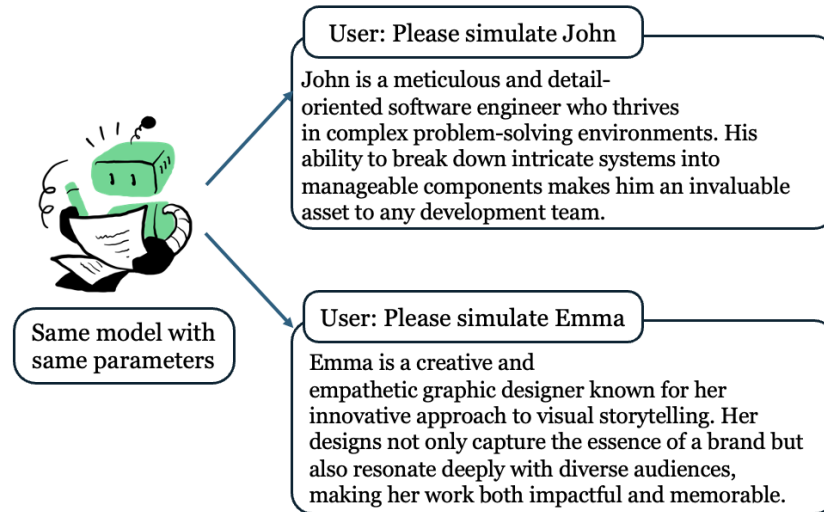 User: Please simulate John
John is a meticulous and detail-
oriented software engineer who thrives
in complex problem-solving environments. His
ability to break down intricate systems into
manageable components makes him an invaluable
asset to any development team.
Same model with
same parameters
User: Please simulate Emma
Emma is a creative and
empathetic graphic designer known for her
innovative approach to visual storytelling. Her
designs not only capture the essence of a brand but
also resonate deeply with diverse audiences,
making her work both impactful and memorable.